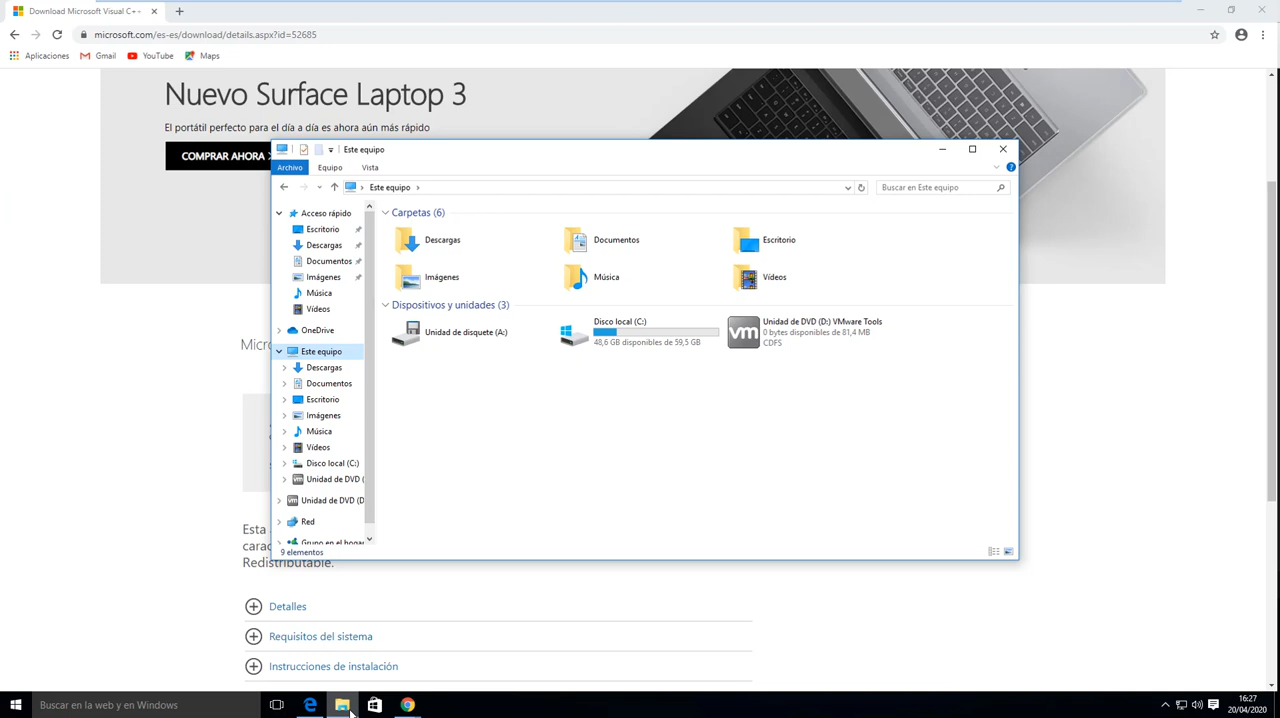 Download Microsoft Visual C++
microsoft.com/es-es/download/details.aspx?id=52685
Aplicaciones
Gmail
YouTube
Maps
Nuevo Surface Laptop 3
El portátil perfecto para el día a día es ahora aún más rápido
COMPRAR AHORA >
Este equipo
Archivo
Equipo
Vista
Este equipo
Buscar en Este equipo
Acceso rápido
Escritorio
Descargas
Documentos
Imágenes
Música
Vídeos
OneDrive
Este equipo
Descargas
Documentos
Escritorio
Imágenes
Música
Vídeos
Disco local (C:)
Unidad de DVD (
Unidad de DVD (D
Red
Grupo en el hogar
9 elementos
Carpetas (6)
Descargas
Documentos
Escritorio
Imágenes
Música
Vídeos
Dispositivos y unidades (3)
Unidad de disquete (A:)
Disco local (C:)
48,6 GB disponibles de 59,5 GB
Unidad de DVD (D:) VMware Tools
0 bytes disponibles de 81,4 MB
CDFS
vm
Micr
Esta
carac
Redistributable.
Detalles
Requisitos del sistema
Instrucciones de instalación
Buscar en la web y en Windows
16:27
20/04/2020